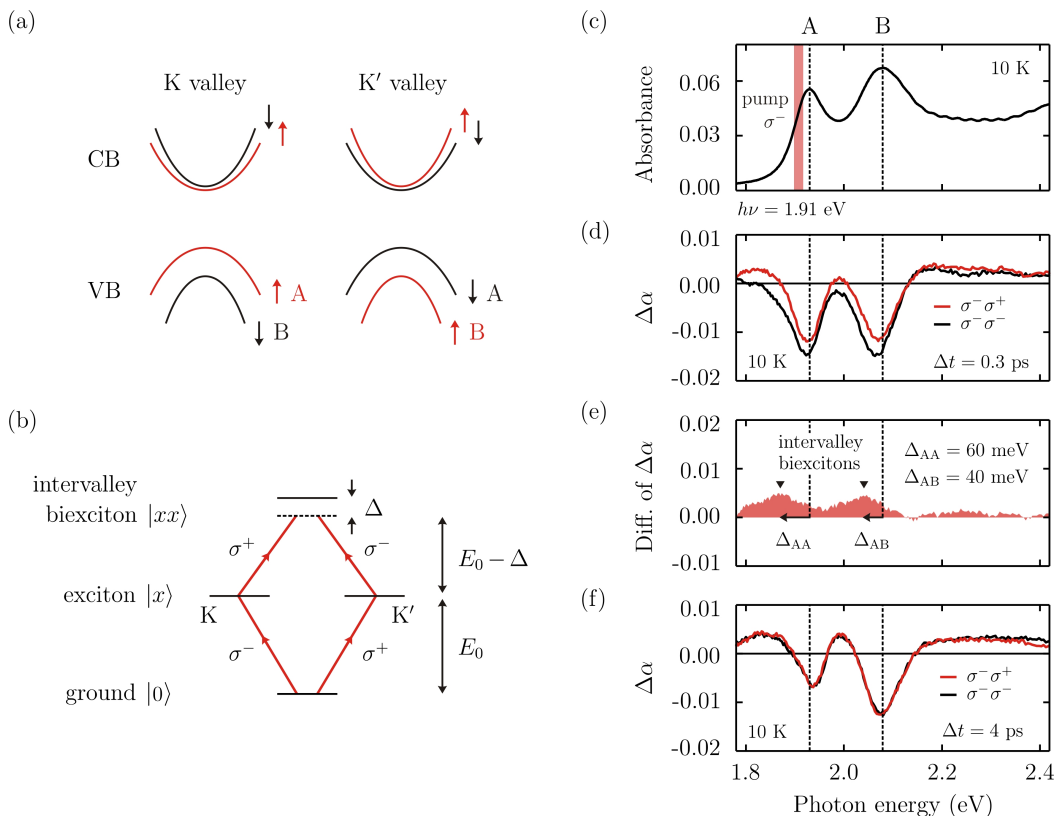 (a)
K valley
K′ valley
CB
VB
A
B
A
B
(b)
intervalley
biexciton |xx⟩
Δ
σ⁺
σ⁻
E₀ − Δ
exciton |x⟩
K
K′
σ⁻
σ⁺
E₀
ground |0⟩
(c)
A
B
10 K
pump
σ⁻
Absorbance
0.06
0.03
0.00
hν = 1.91 eV
(d)
Δα
0.01
0.00
-0.01
-0.02
σ⁻σ⁺
σ⁻σ⁻
10 K
Δt = 0.3 ps
(e)
Diff. of Δα
0.02
0.01
0.00
-0.01
intervalley
biexcitons
Δ_AA = 60 meV
Δ_AB = 40 meV
Δ_AA
Δ_AB
(f)
Δα
0.01
0.00
-0.01
-0.02
σ⁻σ⁺
σ⁻σ⁻
10 K
Δt = 4 ps
1.8 2.0 2.2 2.4
Photon energy (eV)